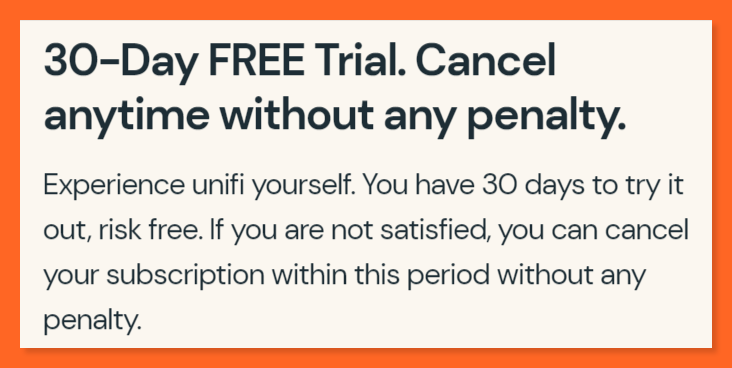 30-Day FREE Trial. Cancel
anytime without any penalty.
Experience unifi yourself. You have 30 days to try it
out, risk free. If you are not satisfied, you can cancel
your subscription within this period without any
penalty.